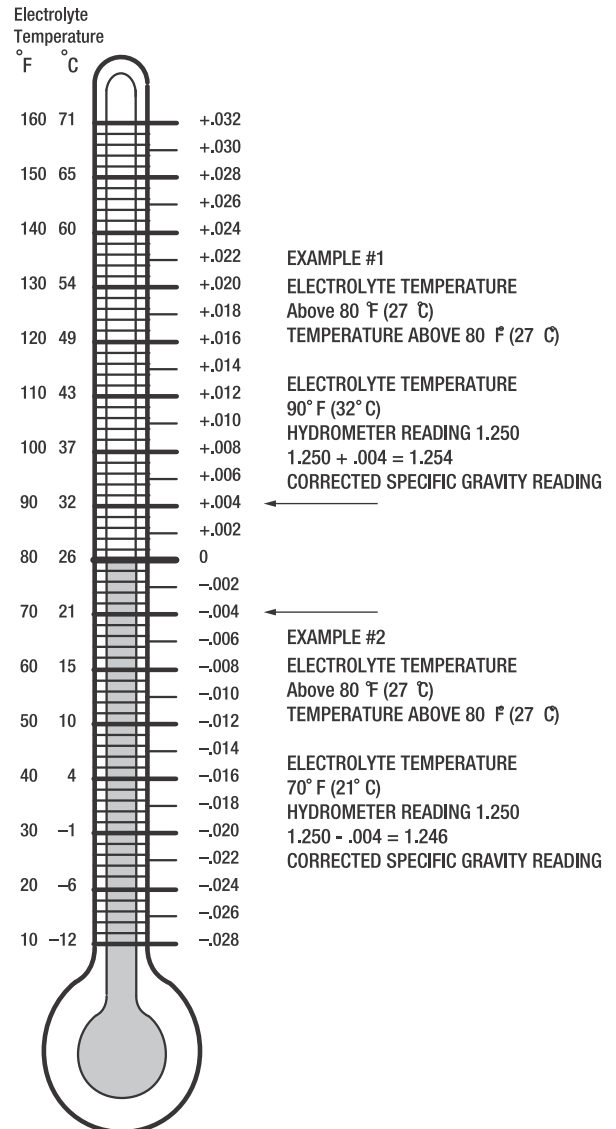 Electrolyte
Temperature
°F °C
160 71 +.032
+.030
150 65 +.028
+.026
140 60 +.024
+.022
130 54 +.020
+.018
120 49 +.016
+.014
110 43 +.012
+.010
100 37 +.008
+.006
90 32 +.004
+.002
80 26 0
–.002
70 21 –.004
–.006
60 15 –.008
–.010
50 10 –.012
–.014
40 4 –.016
–.018
30 –1 –.020
–.022
20 –6 –.024
–.026
10 –12 –.028
EXAMPLE #1
ELECTROLYTE TEMPERATURE
Above 80 °F (27 °C)
TEMPERATURE ABOVE 80 °F (27 °C)
ELECTROLYTE TEMPERATURE
90° F (32° C)
HYDROMETER READING 1.250
1.250 + .004 = 1.254
CORRECTED SPECIFIC GRAVITY READING
EXAMPLE #2
ELECTROLYTE TEMPERATURE
Above 80 °F (27 °C)
TEMPERATURE ABOVE 80 °F (27 °C)
ELECTROLYTE TEMPERATURE
70° F (21° C)
HYDROMETER READING 1.250
1.250 - .004 = 1.246
CORRECTED SPECIFIC GRAVITY READING